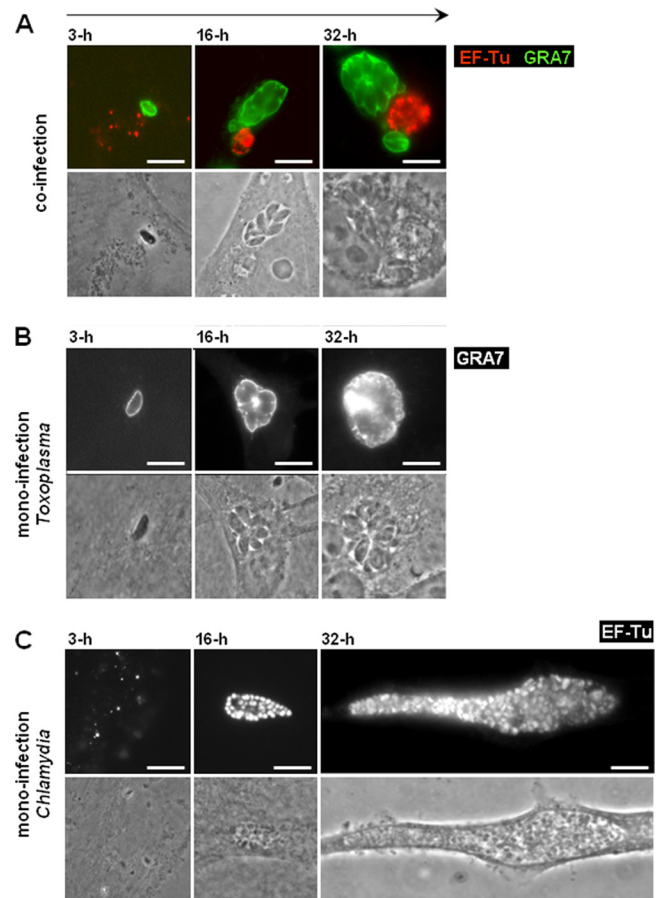 A
3-h 16-h 32-h
EF-Tu GRA7
co-infection
B
3-h 16-h 32-h
GRA7
mono-infection
Toxoplasma
C
3-h 16-h 32-h
EF-Tu
mono-infection
Chlamydia